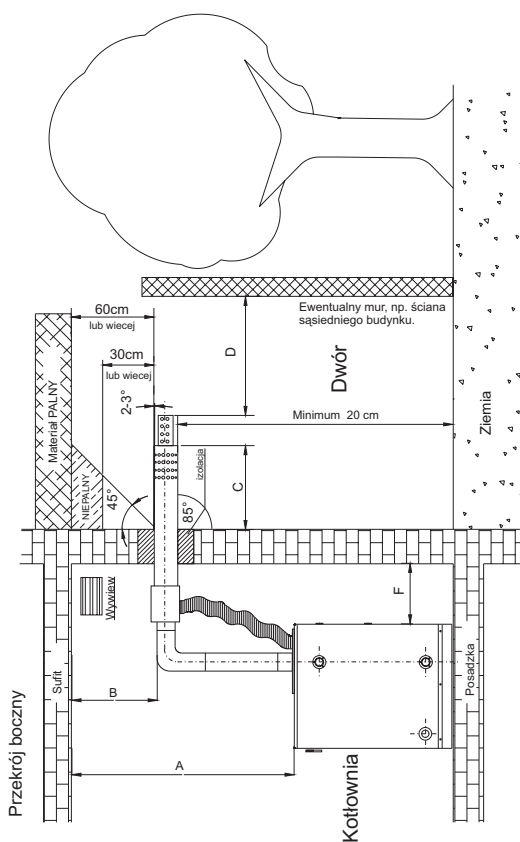 Przekrój boczny
Sufit
Wywiew
Materiał PALNY
NIEPALNY
60cm
lub wiecej
30cm
lub wiecej
2-3°
45°
85°
izolacja
A
B
C
D
F
Ewentualny mur, np. ściana
sąsiedniego budynku.
Dwór
Minimum 20 cm
Kotłownia
Posadzka
Ziemia